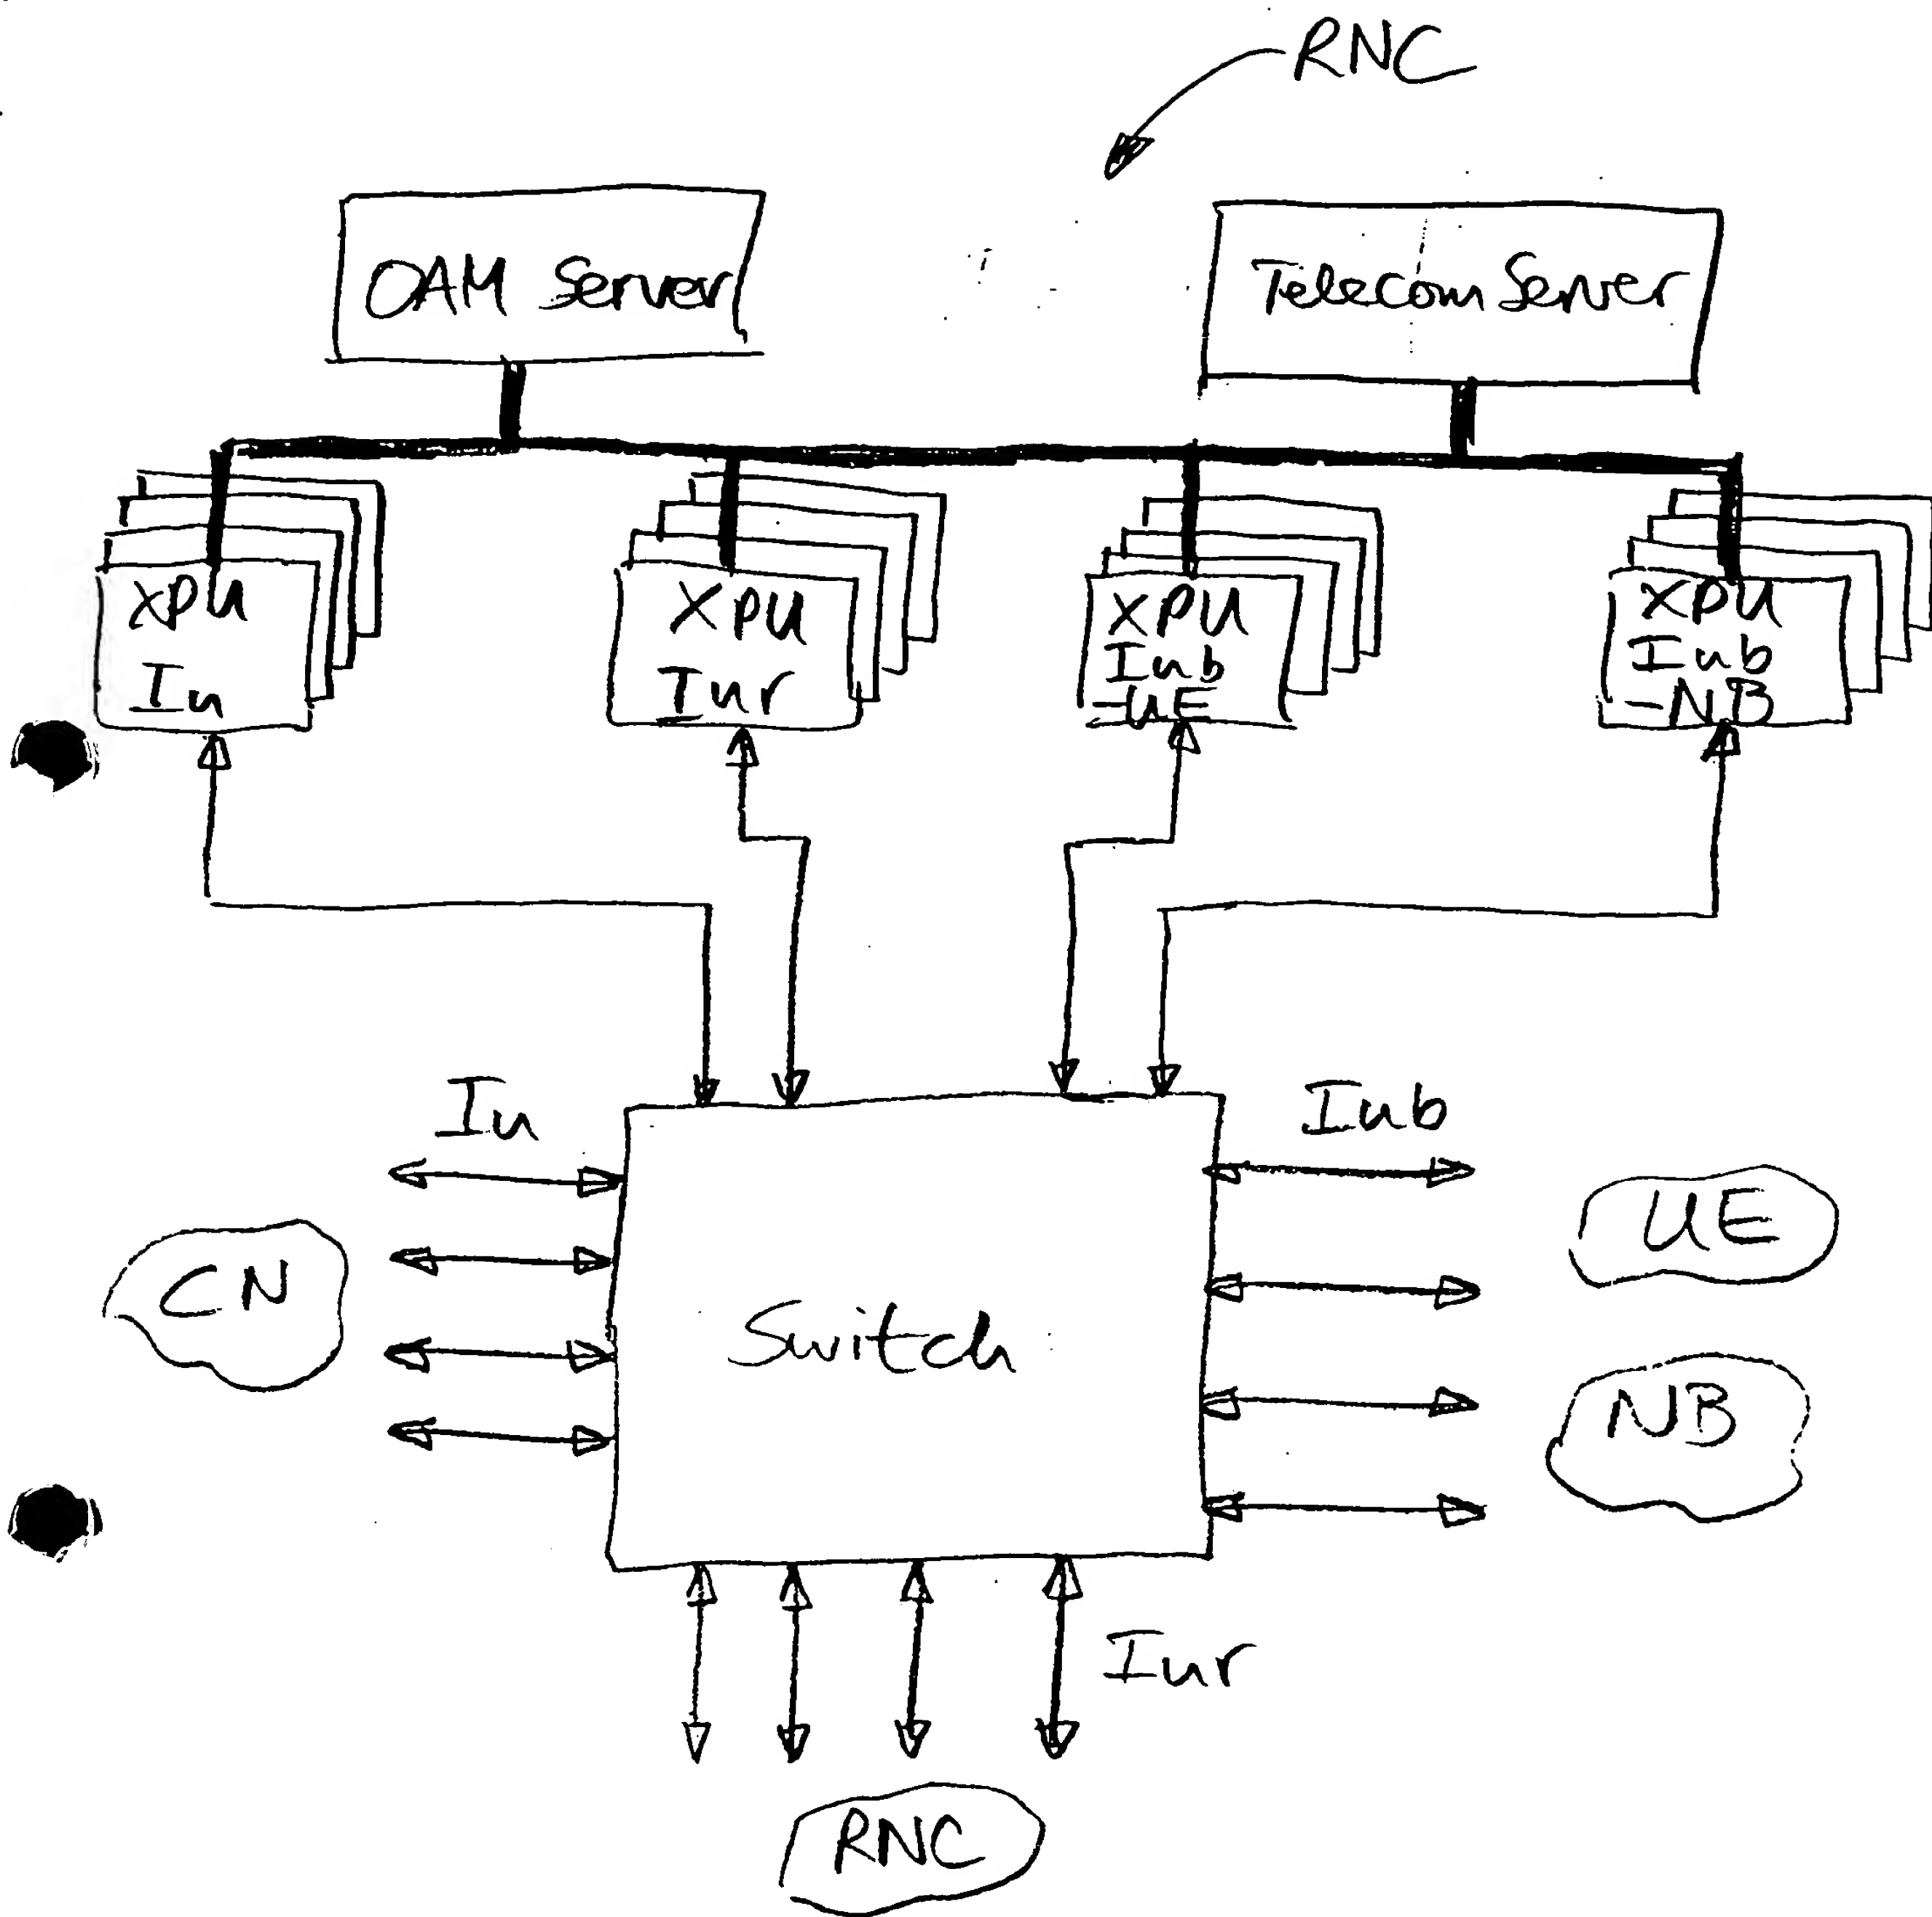 RNC
OAM Server
Telecom Server
XPU
Iu
XPU
Iur
XPU
Iub
-UE
XPU
Iub
-NB
Iu
Iub
UE
CN
Switch
NB
Iur
RNC